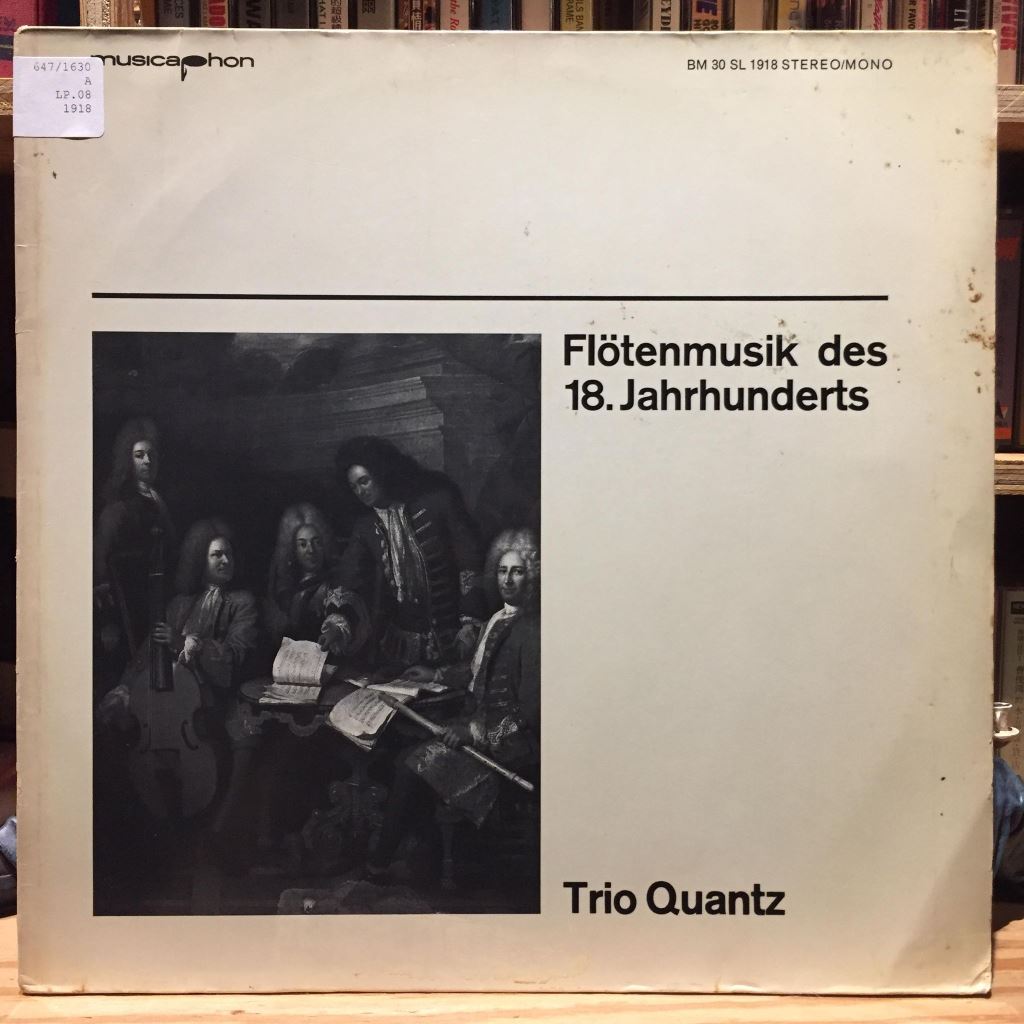 musicaphon
BM 30 SL 1918 STEREO/MONO
647/1630
A
LP.08
1918
Flötenmusik des
18. Jahrhunderts
Trio Quantz